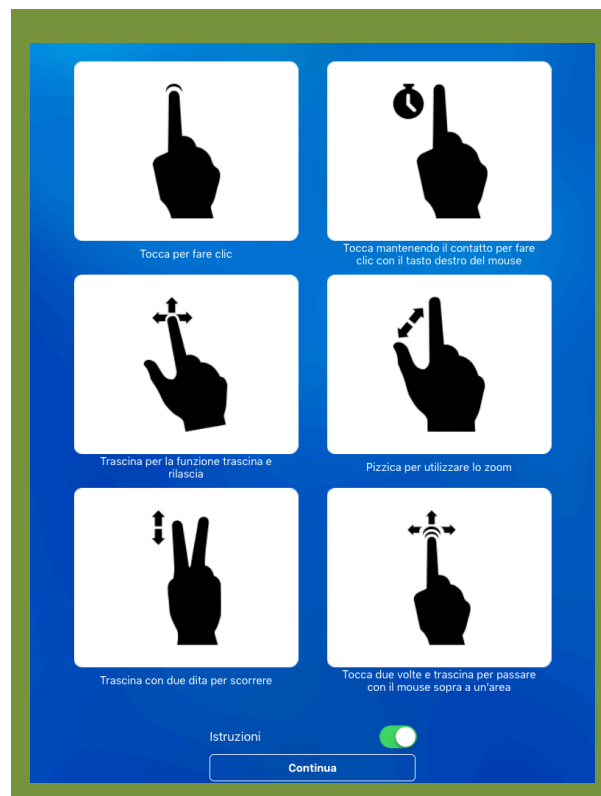 Tocca per fare clic
Tocca mantenendo il contatto per fare
clic con il tasto destro del mouse
Trascina per la funzione trascina e
rilascia
Pizzica per utilizzare lo zoom
Trascina con due dita per scorrere
Tocca due volte e trascina per passare
con il mouse sopra a un'area
Istruzioni
Continua